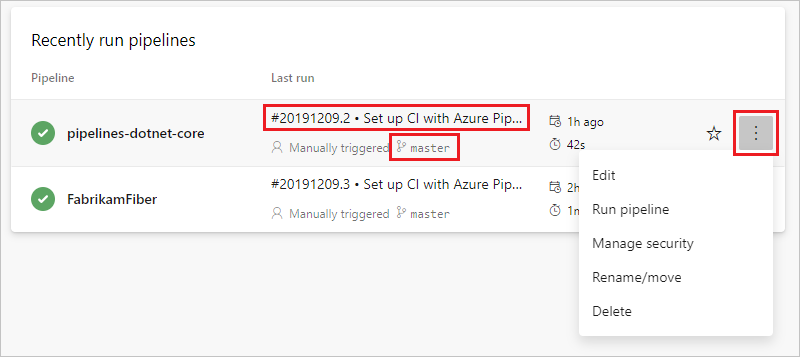 Recently run pipelines
Pipeline Last run
#20191209.2 • Set up CI with Azure Pip... 1h ago
pipelines-dotnet-core
Manually triggered master 42s
Edit
#20191209.3 • Set up CI with Azure Pip... 2h
FabrikamFiber
Run pipeline
Manually triggered master 1m
Manage security
Rename/move
Delete